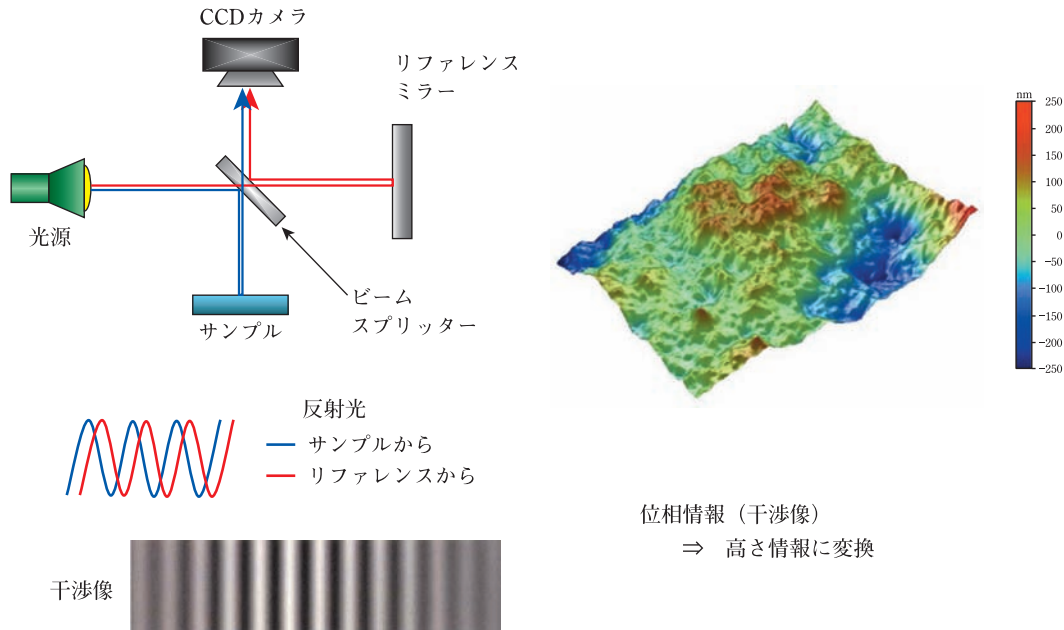 CCDカメラ
リファレンス
ミラー
光源
ビーム
スプリッター
サンプル
反射光
サンプルから
リファレンスから
干渉像
nm
250
200
150
100
50
0
−50
−100
−150
−200
−250
位相情報（干渉像）
⇒ 高さ情報に変換